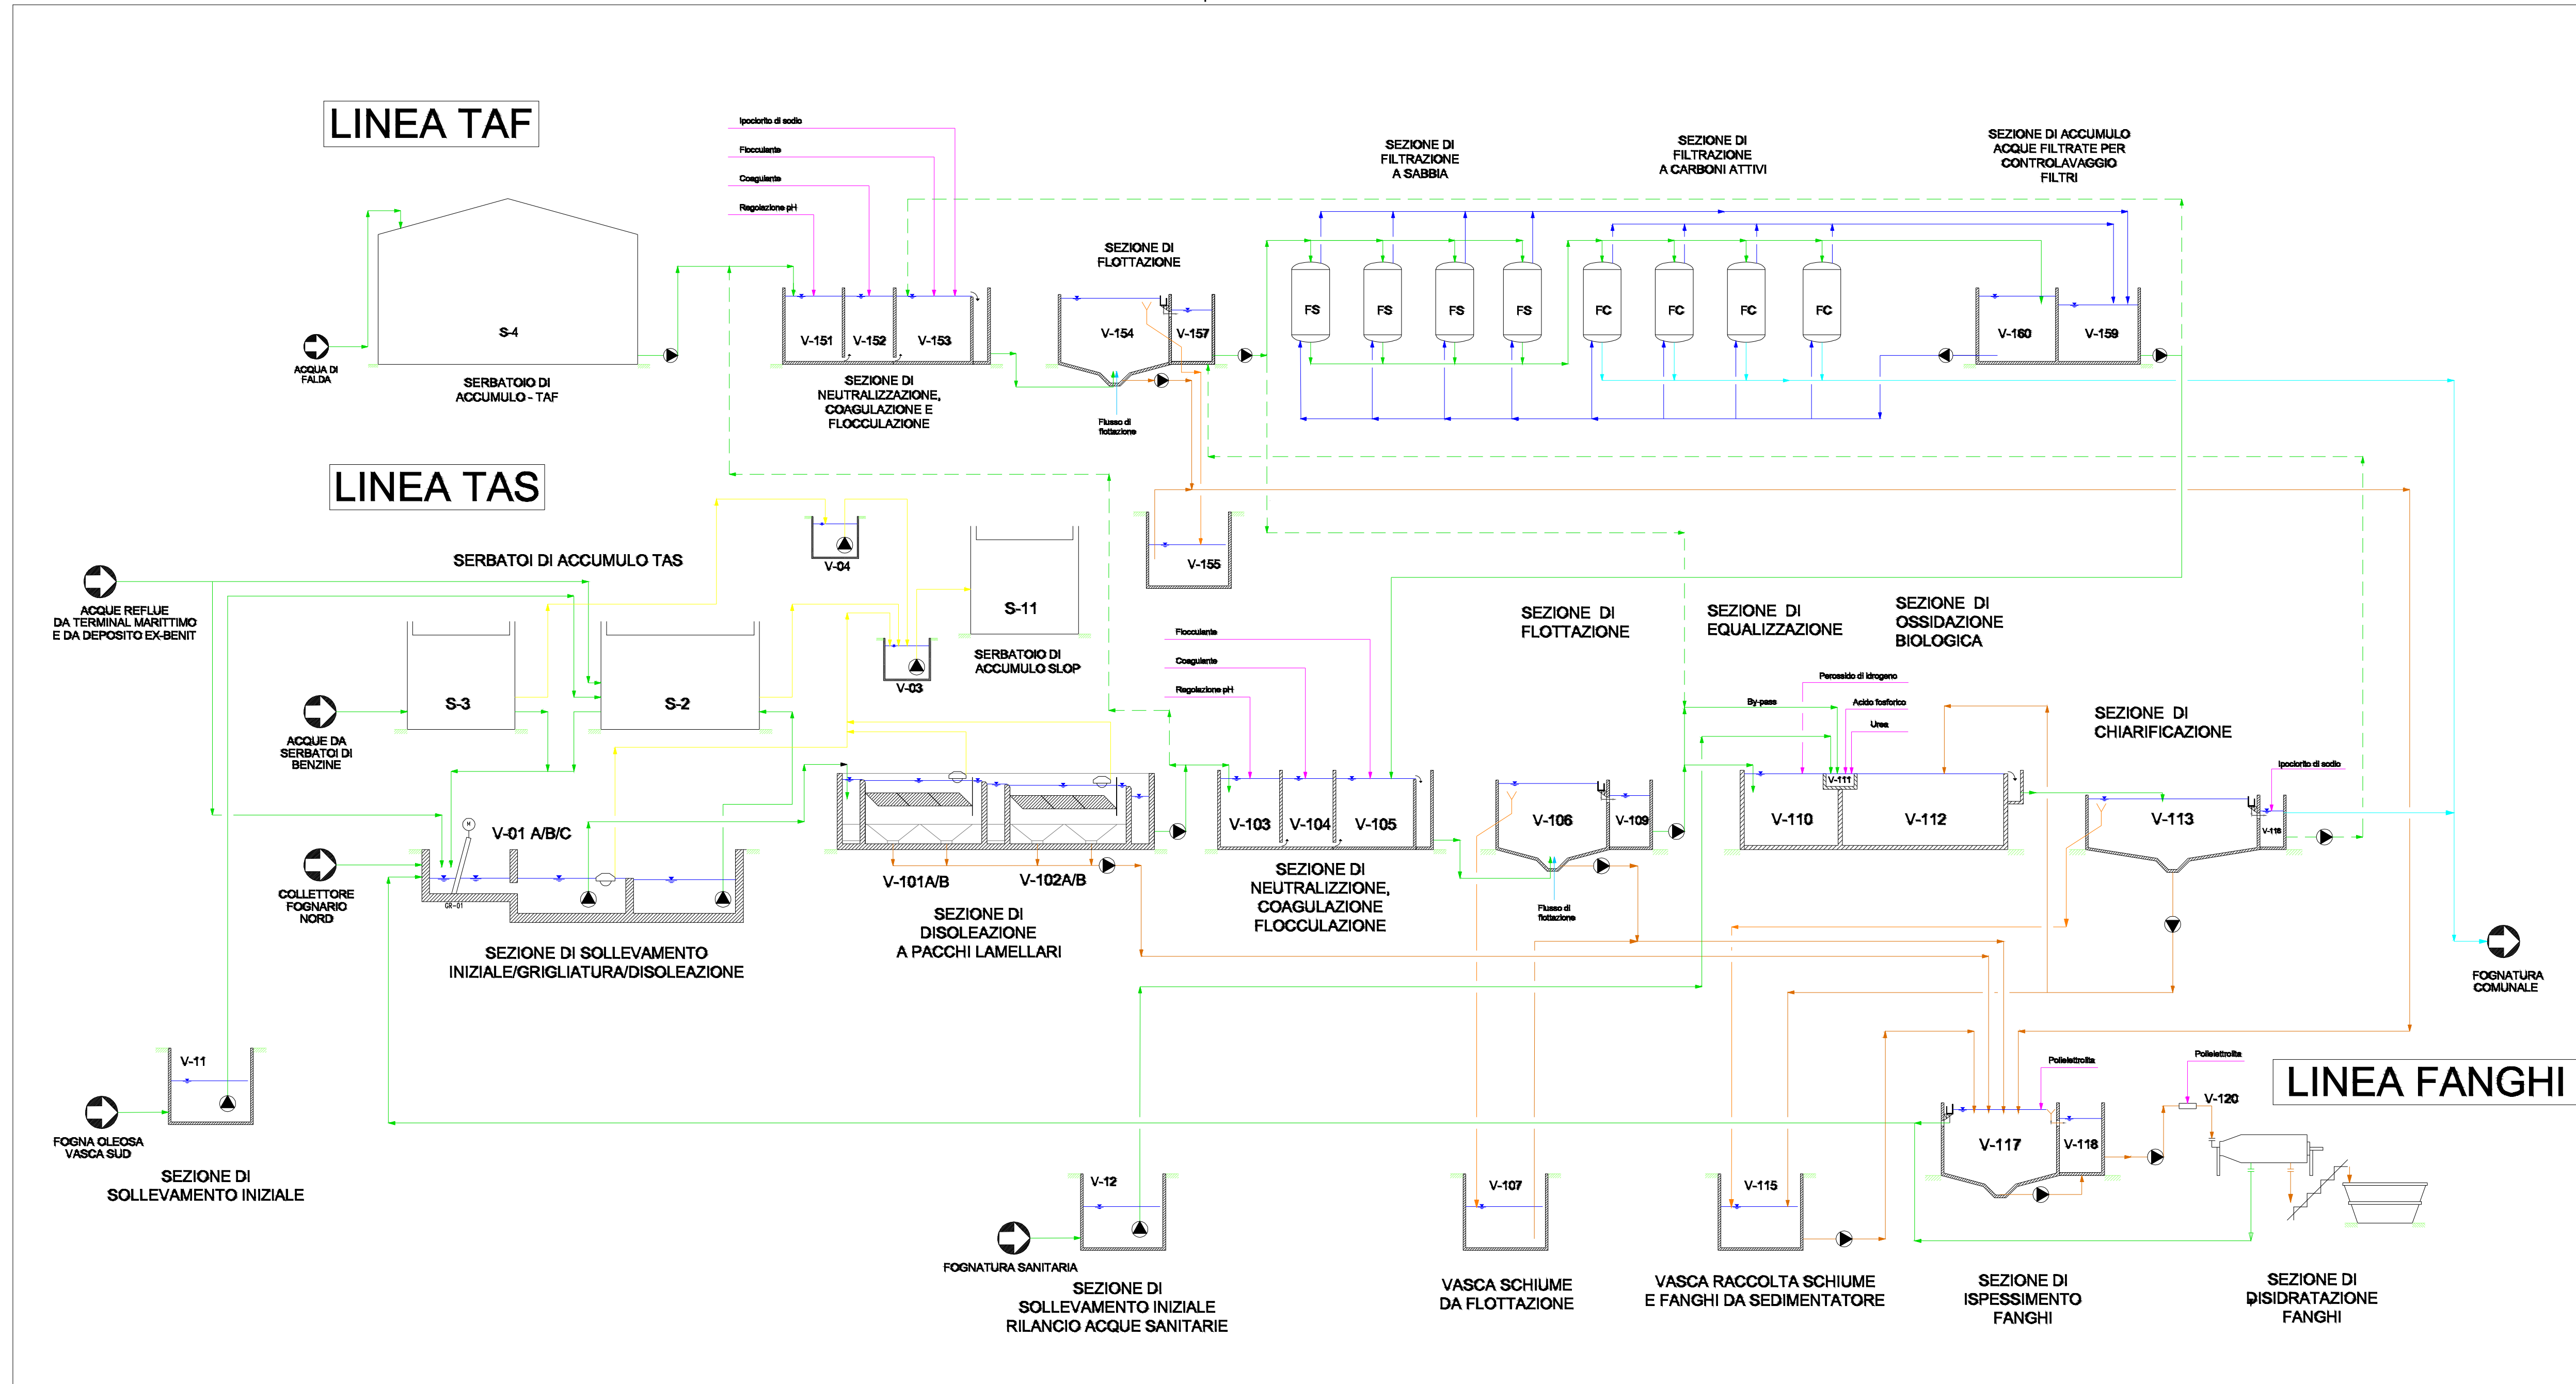 LINEA TAF
Ipoclorito di sodio
Flocculante
Coagulante
Regolazione pH
SEZIONE DI
FILTRAZIONE
A SABBIA
SEZIONE DI
FILTRAZIONE
A CARBONI ATTIVI
SEZIONE DI ACCUMULO
ACQUE FILTRATE PER
CONTROLAVAGGIO
FILTRI
SEZIONE DI
FLOTTAZIONE
S-4
V-151
V-152
V-153
V-154
V-157
FS
FS
FS
FS
FC
FC
FC
FC
V-160
V-159
ACQUA DI
FALDA
SERBATOIO DI
ACCUMULO - TAF
SEZIONE DI
NEUTRALIZZAZIONE,
COAGULAZIONE E
FLOCCULAZIONE
Flusso di
flottazione
LINEA TAS
SERBATOI DI ACCUMULO TAS
V-04
V-155
ACQUE REFLUE
DA TERMINAL MARITTIMO
E DA DEPOSITO EX-BENIT
S-11
SERBATOIO DI
ACCUMULO SLOP
V-03
S-3
S-2
ACQUE DA
SERBATOI DI
BENZINE
Flocculante
Coagulante
Regolazione pH
SEZIONE DI
FLOTTAZIONE
SEZIONE DI
EQUALIZZAZIONE
SEZIONE DI
OSSIDAZIONE
BIOLOGICA
Perossido di idrogeno
By-pass
Acido fosforico
Urea
SEZIONE DI
CHIARIFICAZIONE
Ipoclorito di sodio
M
V-01 A/B/C
GR-01
COLLETTORE
FOGNARIO
NORD
SEZIONE DI SOLLEVAMENTO
INIZIALE/GRIGLIATURA/DISOLEAZIONE
V-101A/B
V-102A/B
SEZIONE DI
DISOLEAZIONE
A PACCHI LAMELLARI
V-103
V-104
V-105
SEZIONE DI
NEUTRALIZZIONE,
COAGULAZIONE
FLOCCULAZIONE
V-106
V-109
Flusso di
flottazione
V-110
V-111
V-112
V-113
V-116
FOGNATURA
COMUNALE
V-11
FOGNA OLEOSA
VASCA SUD
SEZIONE DI
SOLLEVAMENTO INIZIALE
V-12
FOGNATURA SANITARIA
SEZIONE DI
SOLLEVAMENTO INIZIALE
RILANCIO ACQUE SANITARIE
V-107
VASCA SCHIUME
DA FLOTTAZIONE
V-115
VASCA RACCOLTA SCHIUME
E FANGHI DA SEDIMENTATORE
Polielettrolita
V-117
V-118
SEZIONE DI
ISPESSIMENTO
FANGHI
Polielettrolita
V-120
LINEA FANGHI
SEZIONE DI
DISIDRATAZIONE
FANGHI